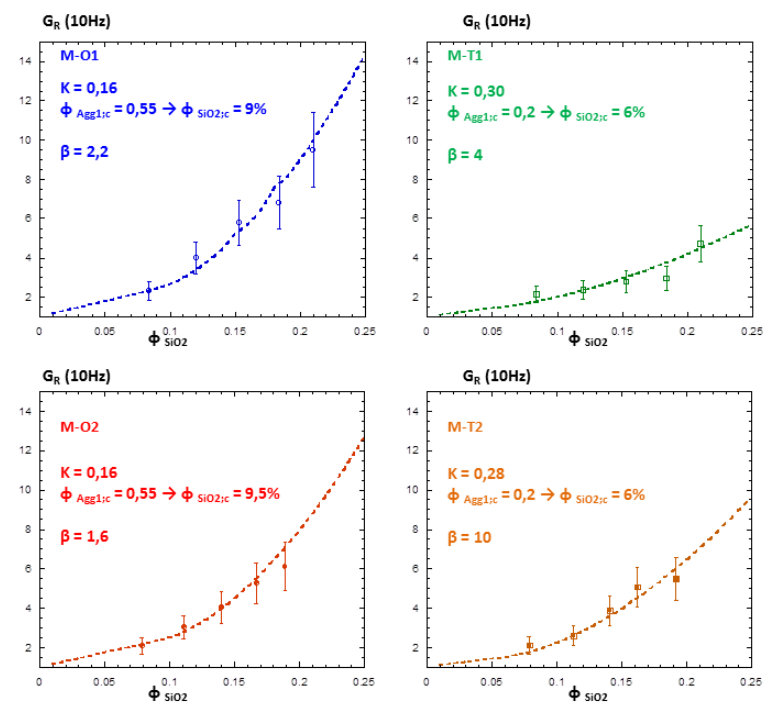 G_R (10Hz)
M-O1
K = 0,16
ϕ Agg1;c = 0,55 → ϕ SiO2;c = 9%
β = 2,2
14
12
10
8
6
4
2
0 0.05 0.1 0.15 0.2 0.25
ϕ SiO2
G_R (10Hz)
M-T1
K = 0,30
ϕ Agg1;c = 0,2 → ϕ SiO2;c = 6%
β = 4
14
12
10
8
6
4
2
0 0.05 0.1 0.15 0.2 0.25
ϕ SiO2
G_R (10Hz)
M-O2
K = 0,16
ϕ Agg1;c = 0,55 → ϕ SiO2;c = 9,5%
β = 1,6
14
12
10
8
6
4
2
0 0.05 0.1 0.15 0.2 0.25
ϕ SiO2
G_R (10Hz)
M-T2
K = 0,28
ϕ Agg1;c = 0,2 → ϕ SiO2;c = 6%
β = 10
14
12
10
8
6
4
2
0 0.05 0.1 0.15 0.2 0.25
ϕ SiO2